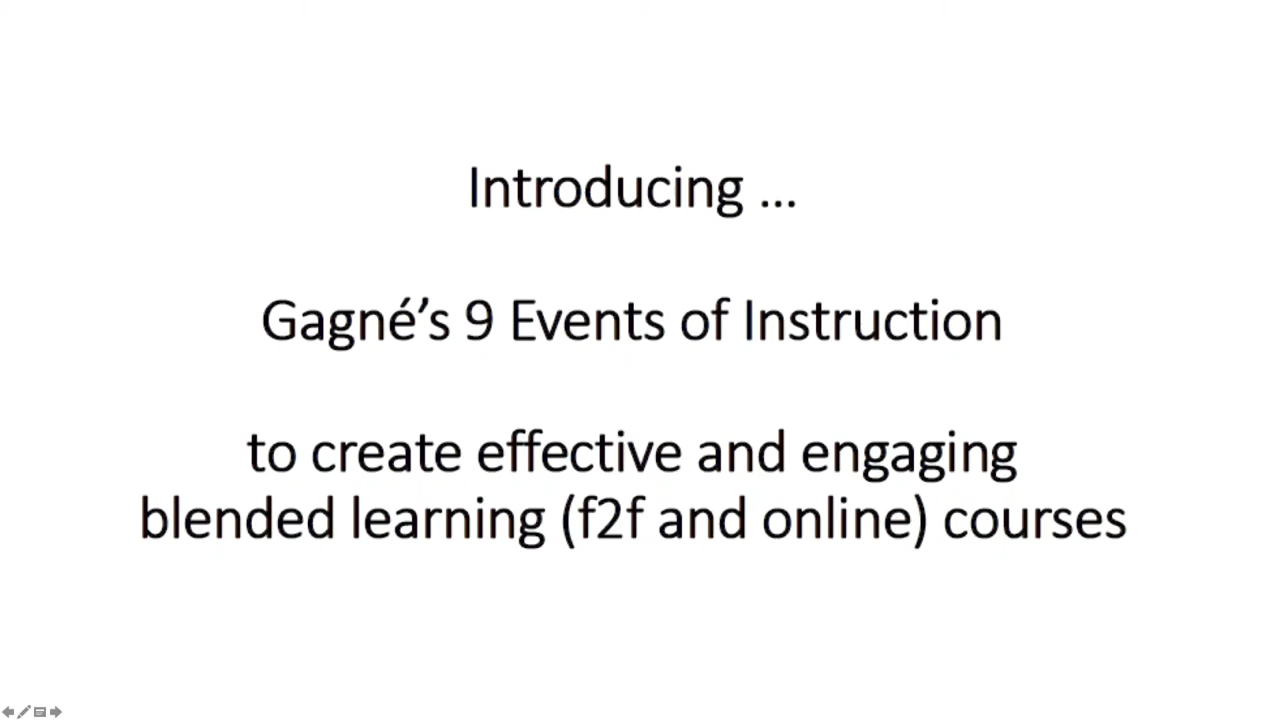 Introducing ...
Gagné’s 9 Events of Instruction
to create effective and engaging
blended learning (f2f and online) courses